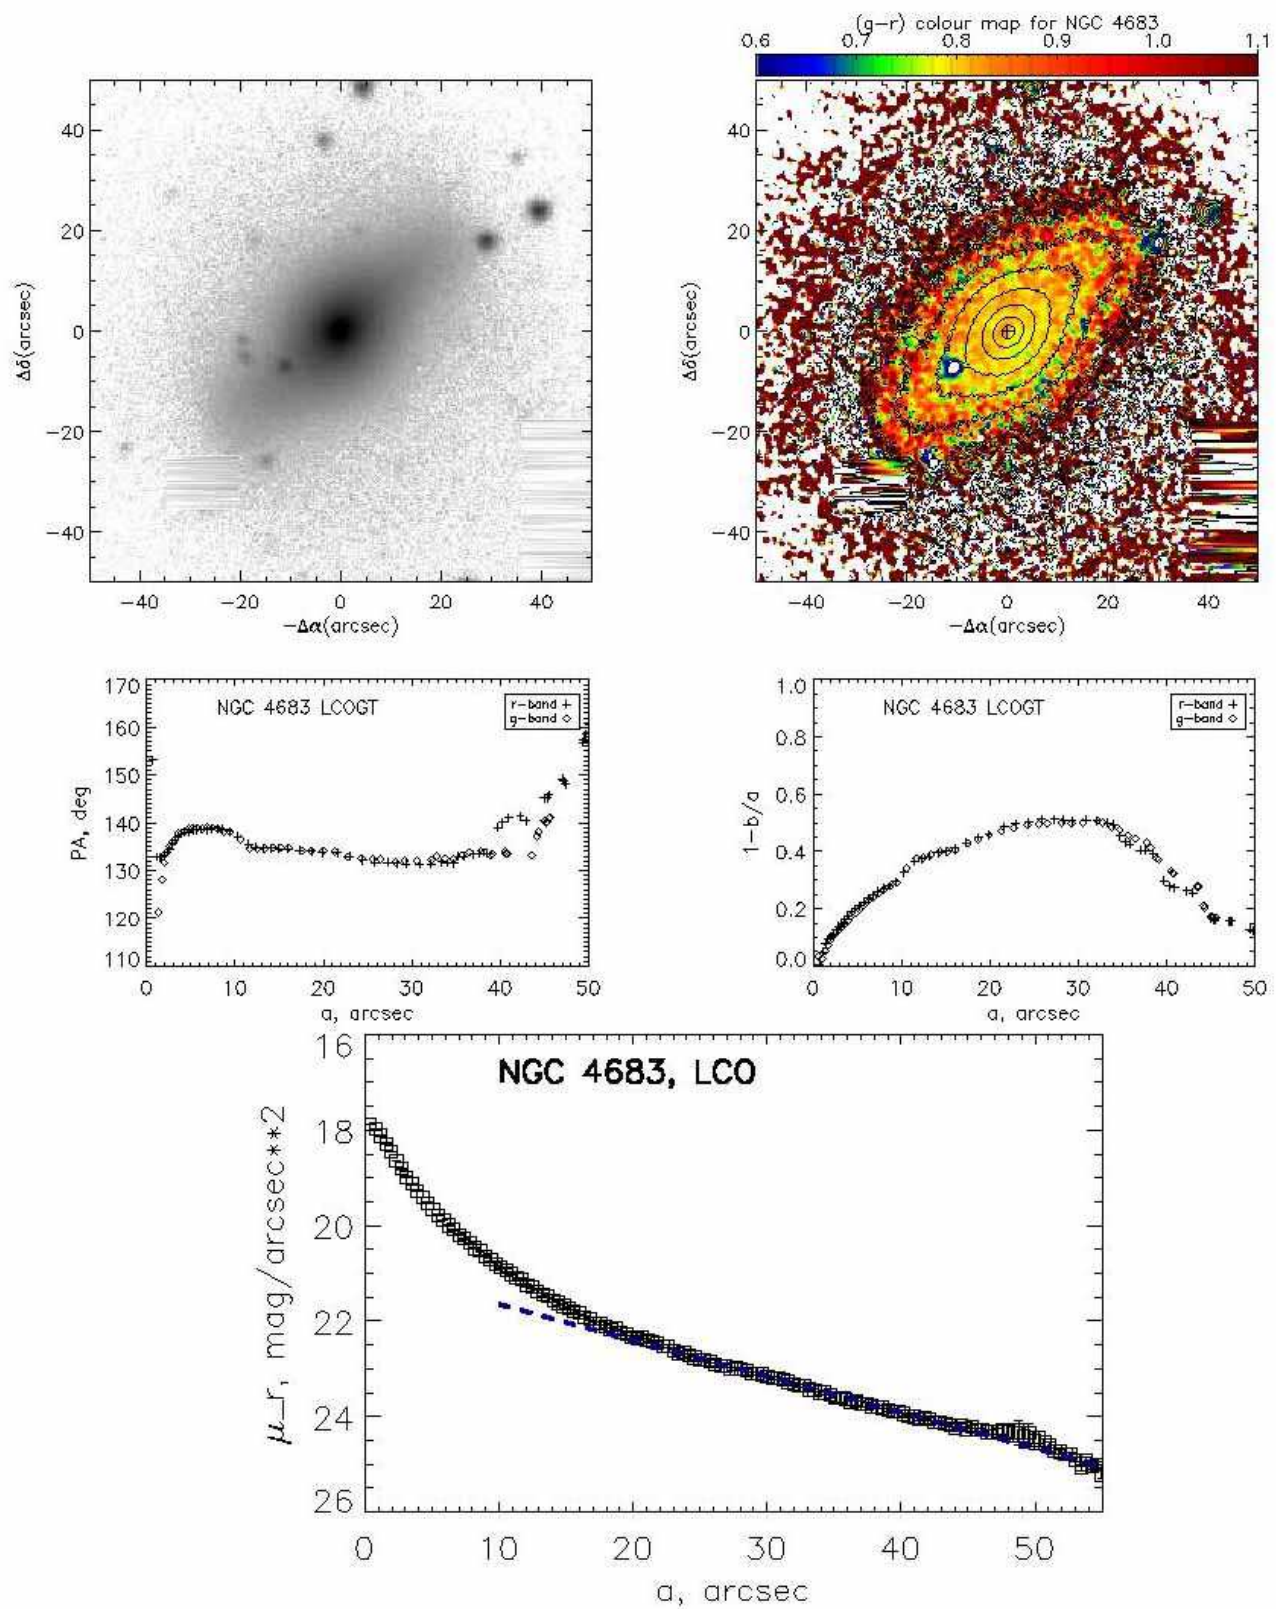 (g−r) colour map for NGC 4683
0.6 0.7 0.8 0.9 1.0 1.1
40
20
0
−20
−40
Δδ(arcsec)
−40 −20 0 20 40
−Δα(arcsec)
40
20
0
−20
−40
Δδ(arcsec)
−40 −20 0 20 40
−Δα(arcsec)
NGC 4683 LCOGT
r−band +
g−band ◇
170
160
150
140
130
120
110
PA, deg
0 10 20 30 40 50
a, arcsec
NGC 4683 LCOGT
r−band +
g−band ◇
1.0
0.8
0.6
0.4
0.2
0.0
1−b/a
0 10 20 30 40 50
a, arcsec
NGC 4683, LCO
16
18
20
22
24
26
μ_r, mag/arcsec**2
0 10 20 30 40 50
a, arcsec